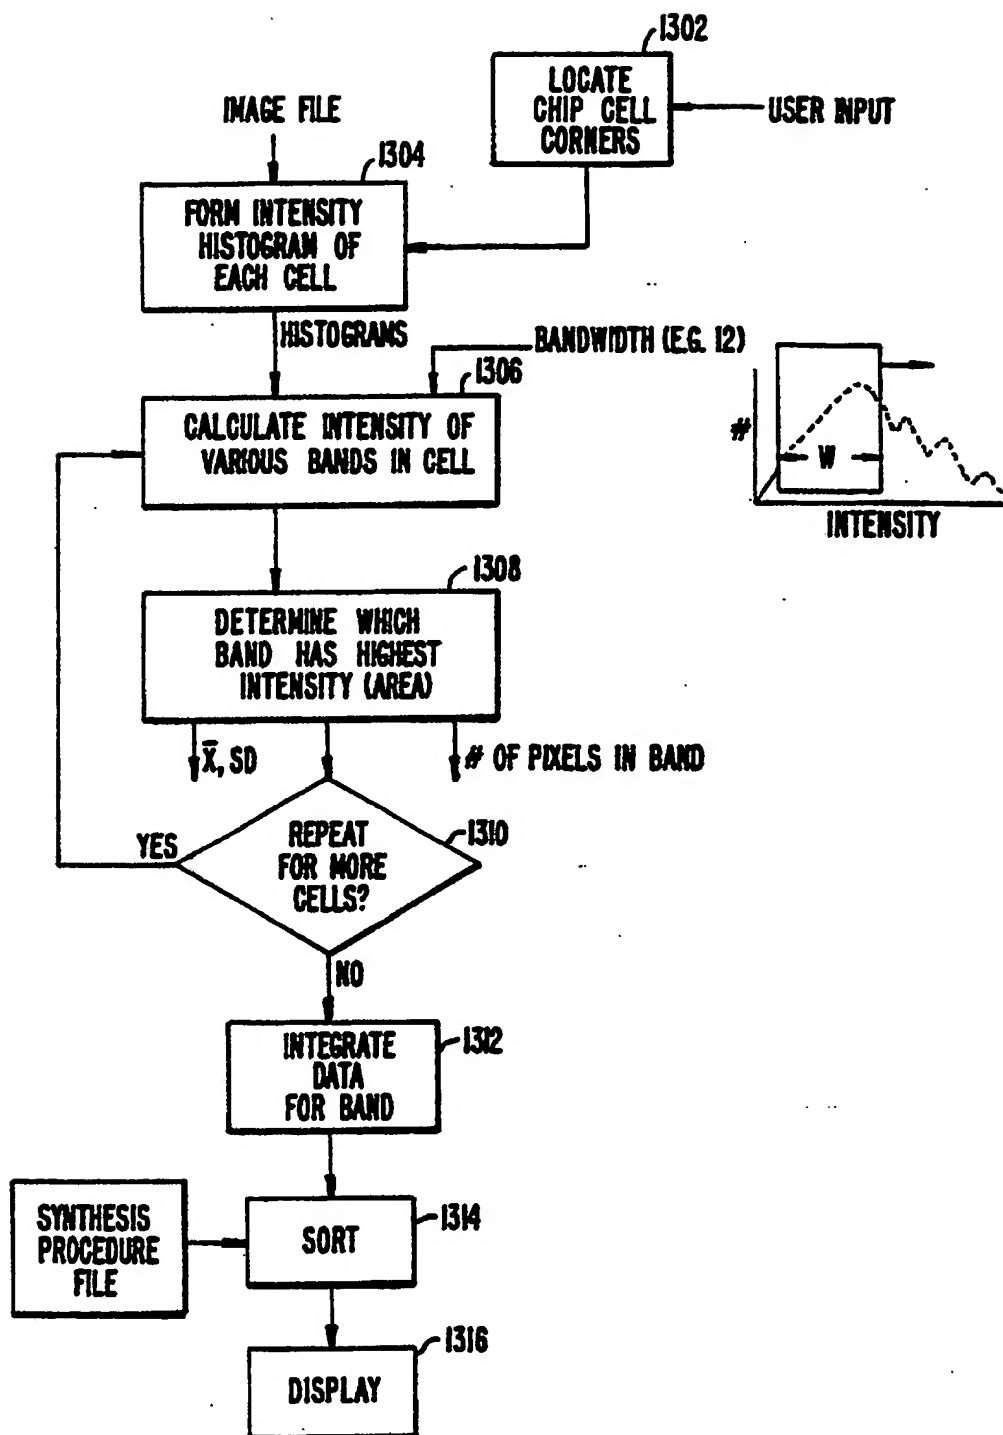 1302
LOCATE
CHIP CELL
CORNERS
USER INPUT
IMAGE FILE
1304
FORM INTENSITY
HISTOGRAM OF
EACH CELL
HISTOGRAMS
BANDWIDTH (E.G. 12)
1306
CALCULATE INTENSITY OF
VARIOUS BANDS IN CELL
#
W
INTENSITY
1308
DETERMINE WHICH
BAND HAS HIGHEST
INTENSITY (AREA)
X̄, SD
# OF PIXELS IN BAND
YES
1310
REPEAT
FOR MORE
CELLS?
NO
1312
INTEGRATE
DATA
FOR BAND
SYNTHESIS
PROCEDURE
FILE
1314
SORT
1316
DISPLAY